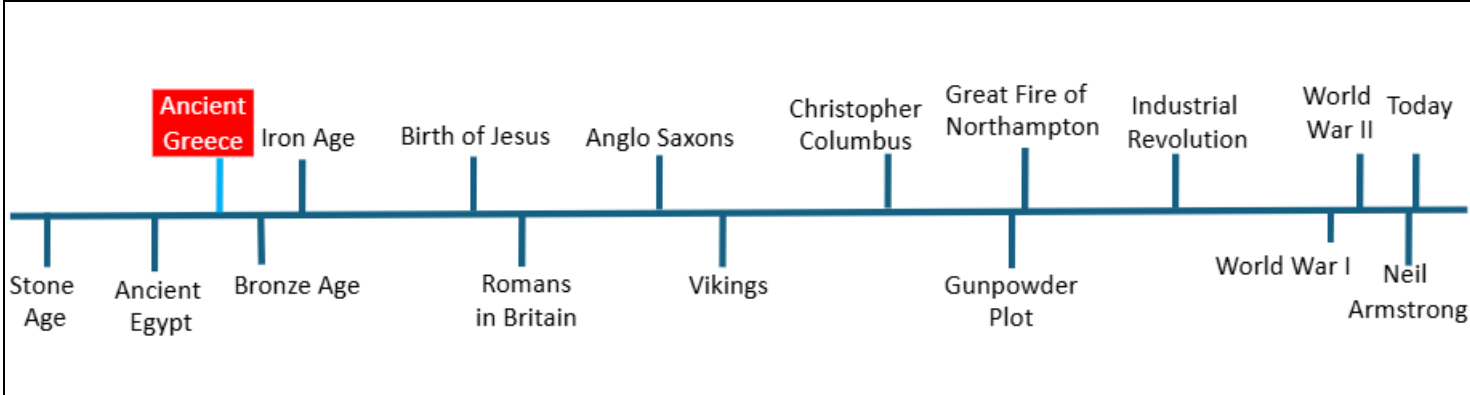 Ancient
Greece
Iron Age
Birth of Jesus
Anglo Saxons
Christopher
Columbus
Great Fire of
Northampton
Industrial
Revolution
World
War II
Today
Stone
Age
Ancient
Egypt
Bronze Age
Romans
in Britain
Vikings
Gunpowder
Plot
World War I
Neil
Armstrong